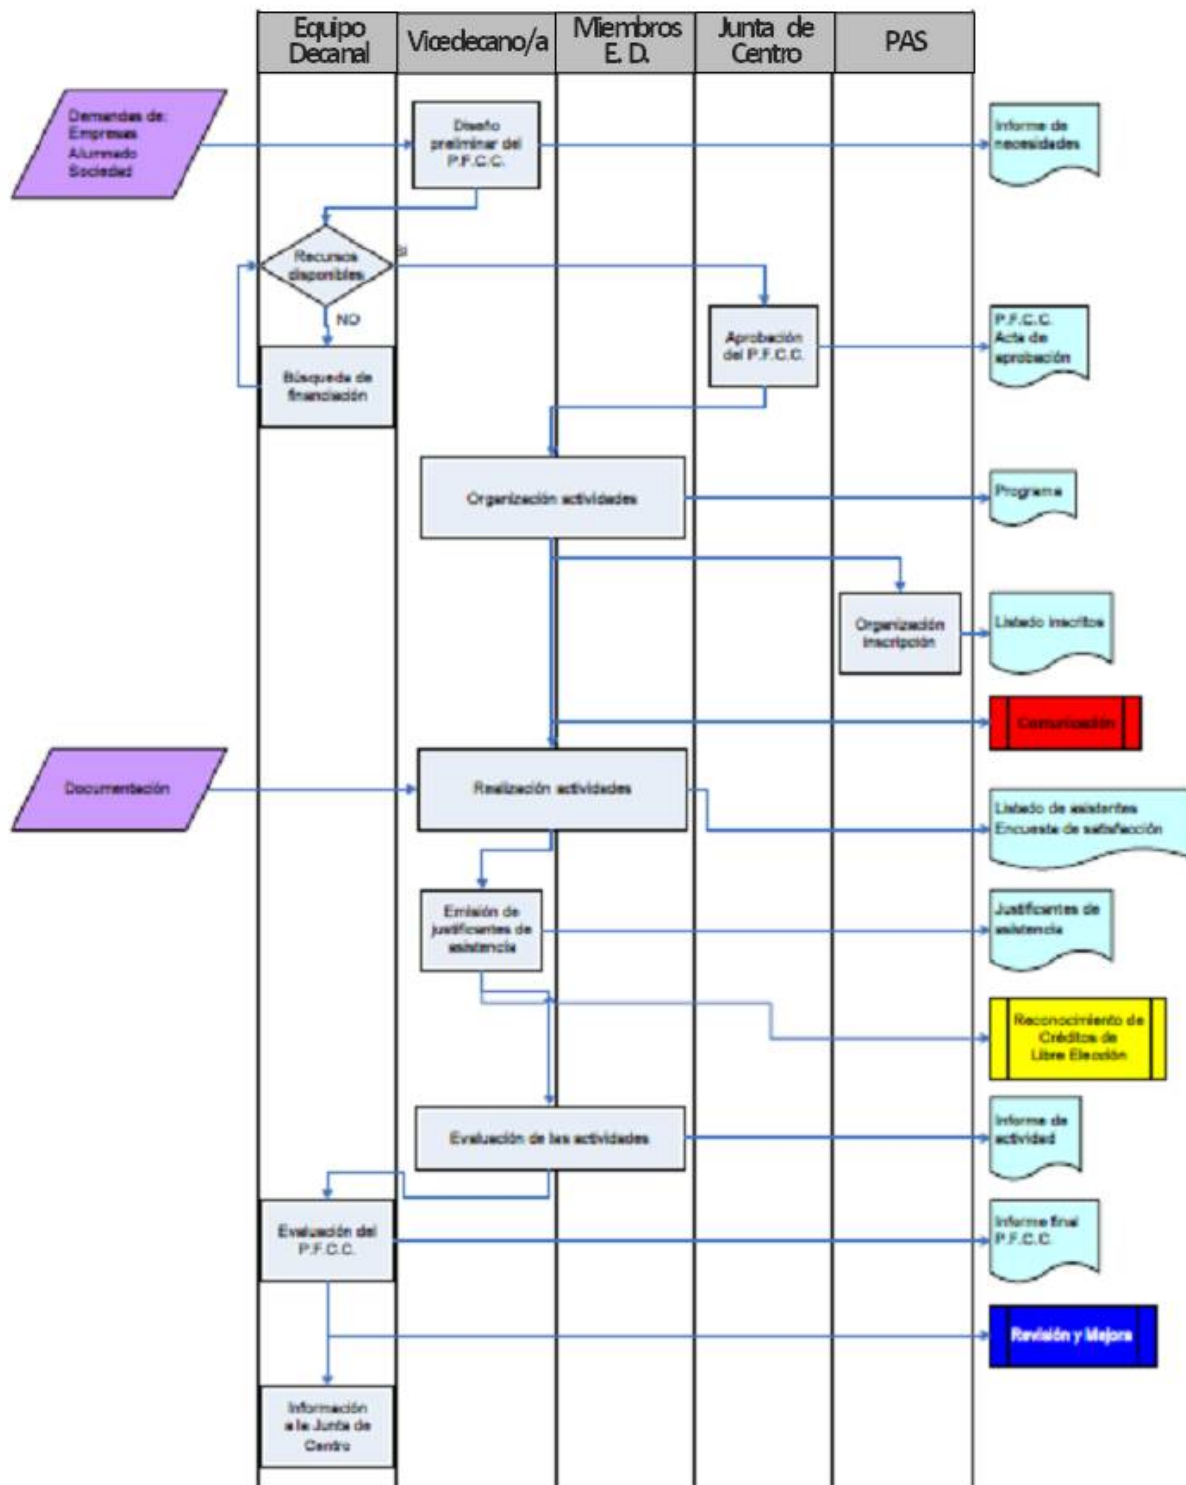 Equipo
Decanal
Vicedecano/a
Miembros
E. D.
Junta de
Centro
PAS
Demandas de:
Empresas
Alumnado
Sociedad
Diseño
preliminar del
P.F.C.C.
Informe de
necesidades
Recursos
disponibles
SI
NO
Búsqueda de
financiación
Aprobación
del P.F.C.C.
P.F.C.C.
Acta de
aprobación
Organización actividades
Programa
Organización
inscripción
Listado inscritos
Comunicación
Documentación
Realización actividades
Listado de asistentes
Encuesta de satisfacción
Emisión de
justificantes de
asistencia
Justificantes de
asistencia
Reconocimiento de
Créditos de
Libre Elección
Evaluación de las actividades
Informe de
actividad
Evaluación del
P.F.C.C.
Informe final
P.F.C.C.
Revisión y Mejora
Información
a la Junta de
Centro